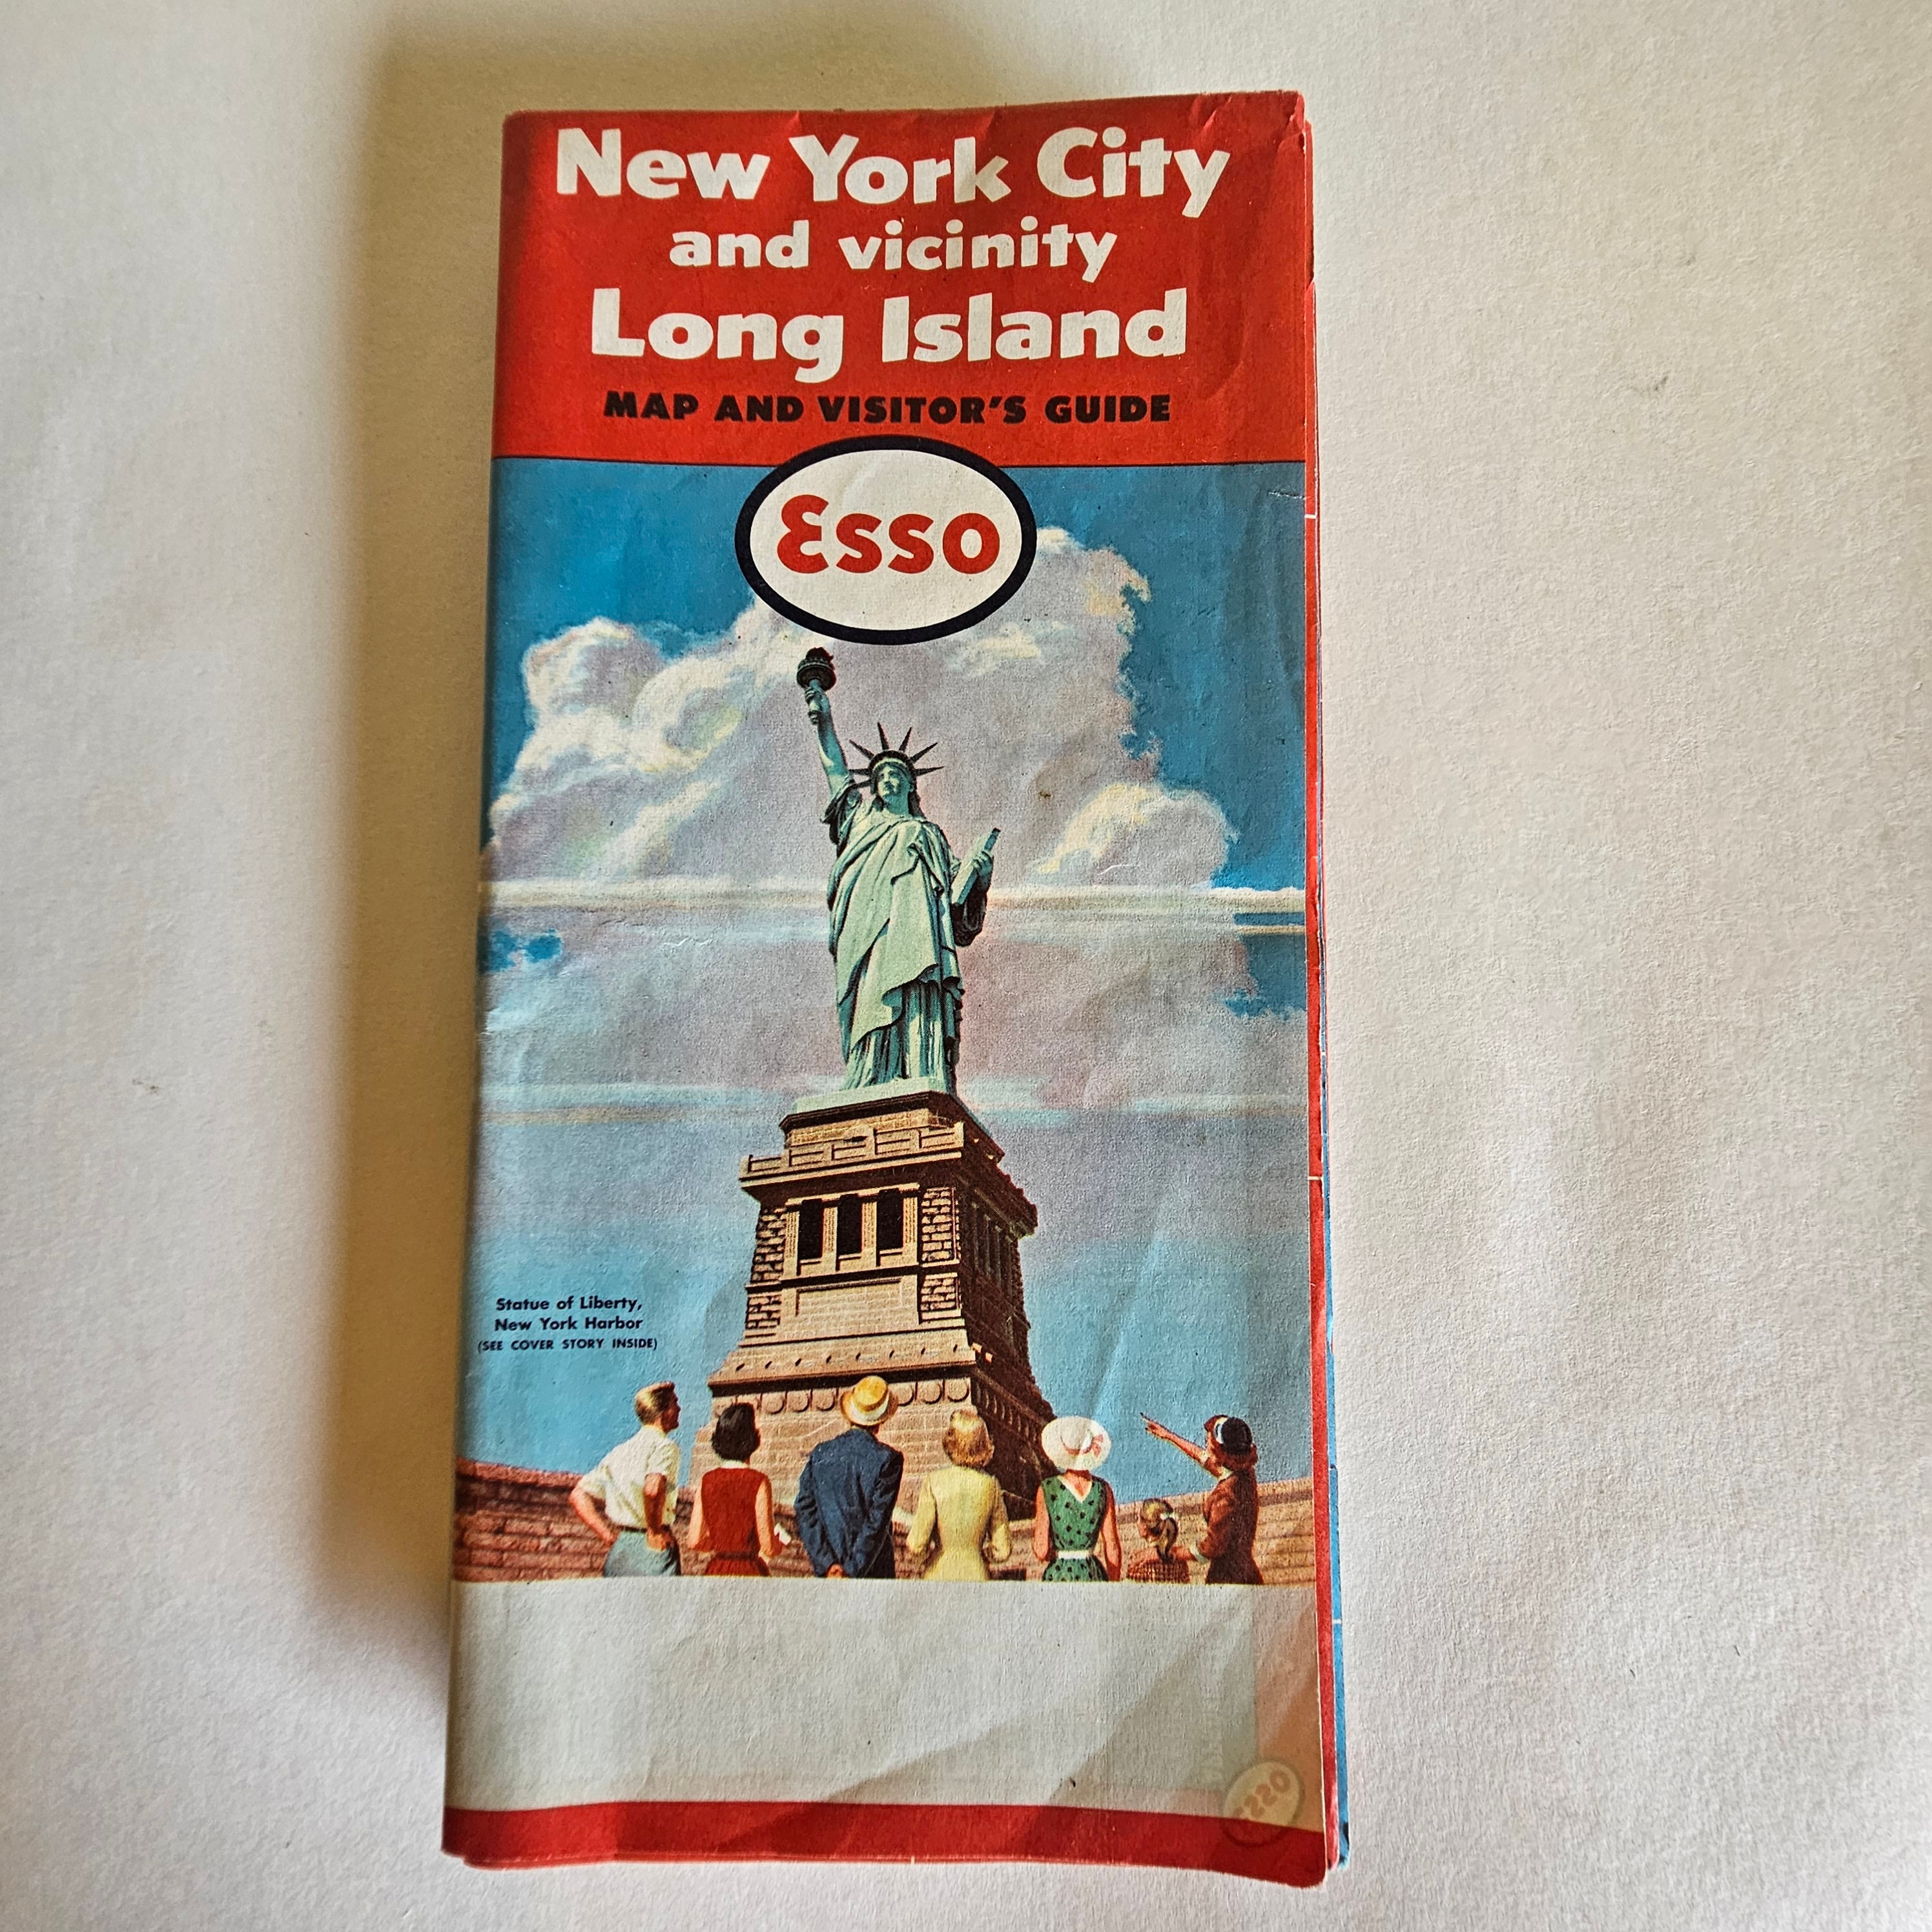 New York City
and vicinity
Long Island
MAP AND VISITOR'S GUIDE
Esso
Statue of Liberty,
New York Harbor
(SEE COVER STORY INSIDE)